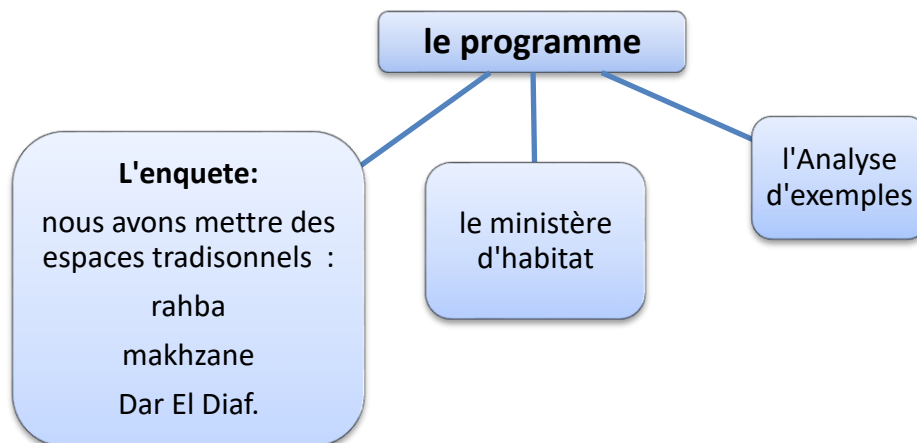 le programme
L'enquete:
nous avons mettre des
espaces tradisonnels :
rahba
makhzane
Dar El Diaf.
le ministère
d'habitat
l'Analyse
d'exemples